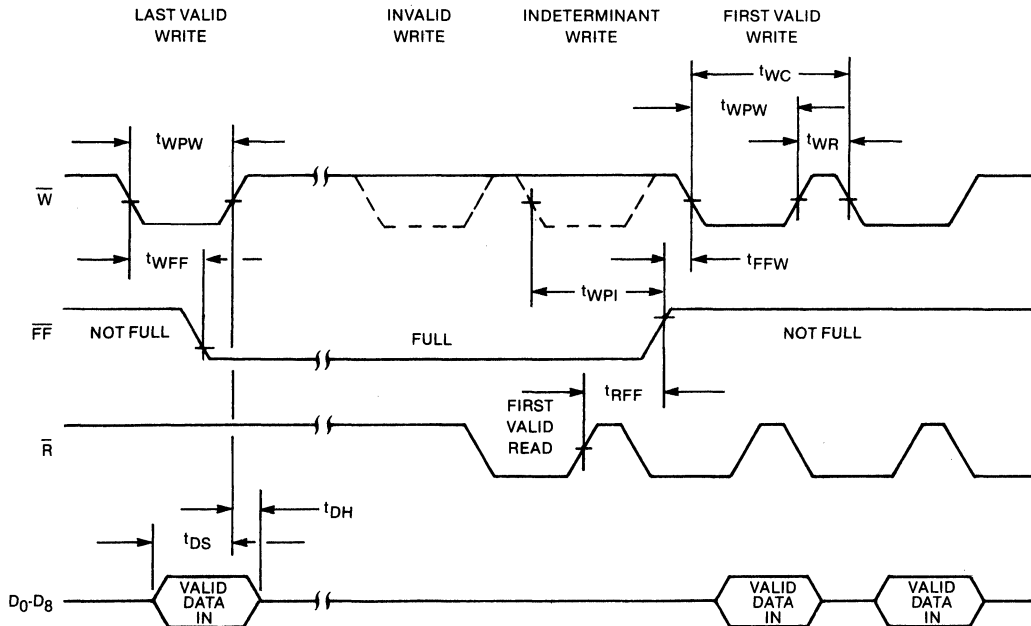 LAST VALID
WRITE
INVALID
WRITE
INDETERMINANT
WRITE
FIRST VALID
WRITE
tWC
tWPW
tWPW
tWR
W̅
tWFF
tFFW
tWPI
F̅F̅
NOT FULL
FULL
NOT FULL
tRFF
FIRST
VALID
READ
R̅
tDH
tDS
D0-D8
VALID
DATA
IN
VALID
DATA
IN
VALID
DATA
IN